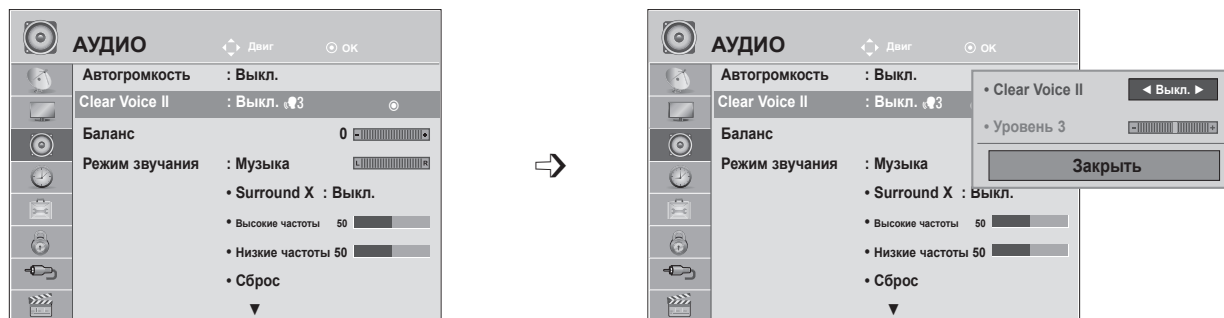 АУДИО
Двиг ОК
Автогромкость : Выкл.
Clear Voice II : Выкл. 3
Баланс 0 - +
Режим звучания : Музыка L R
• Surround X : Выкл.
• Высокие частоты 50
• Низкие частоты 50
• Сброс
АУДИО
Двиг ОК
Автогромкость : Выкл.
Clear Voice II : Выкл. 3
Баланс
Режим звучания : Музыка
• Surround X : Выкл.
• Высокие частоты 50
• Низкие частоты 50
• Сброс
• Clear Voice II ◄ Выкл. ►
• Уровень 3 - +
Закрыть